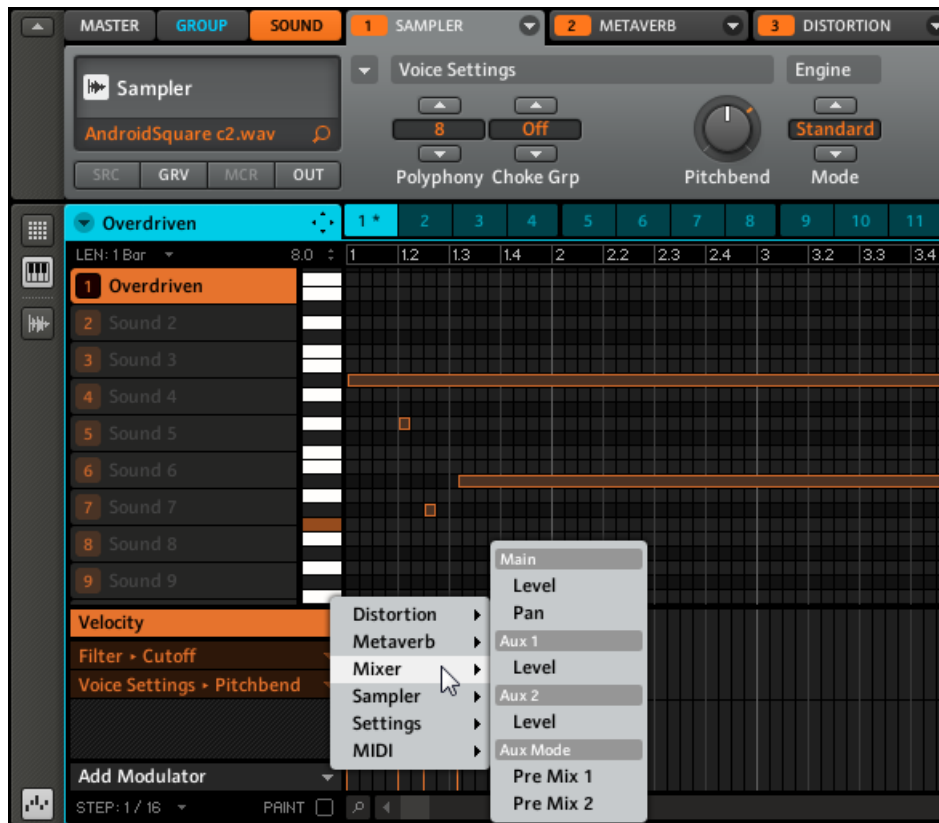 MASTER GROUP SOUND 1 SAMPLER 2 METAVERB 3 DISTORTION
Sampler
Voice Settings Engine
AndroidSquare c2.wav
8 Off Standard
SRC GRV MCR OUT
Polyphony Choke Grp Pitchbend Mode
Overdriven 1 * 2 3 4 5 6 7 8 9 10 11
LEN: 1 Bar 8.0 1 1.2 1.3 1.4 2 2.2 2.3 2.4 3 3.2 3.3 3.4
1 Overdriven
2 Sound 2
3 Sound 3
4 Sound 4
5 Sound 5
6 Sound 6
7 Sound 7
8 Sound 8
9 Sound 9
Velocity
Filter ▸ Cutoff
Voice Settings ▸ Pitchbend
Add Modulator
STEP: 1 / 16 PAINT
Distortion
Metaverb
Mixer
Sampler
Settings
MIDI
Main
Level
Pan
Aux 1
Level
Aux 2
Level
Aux Mode
Pre Mix 1
Pre Mix 2